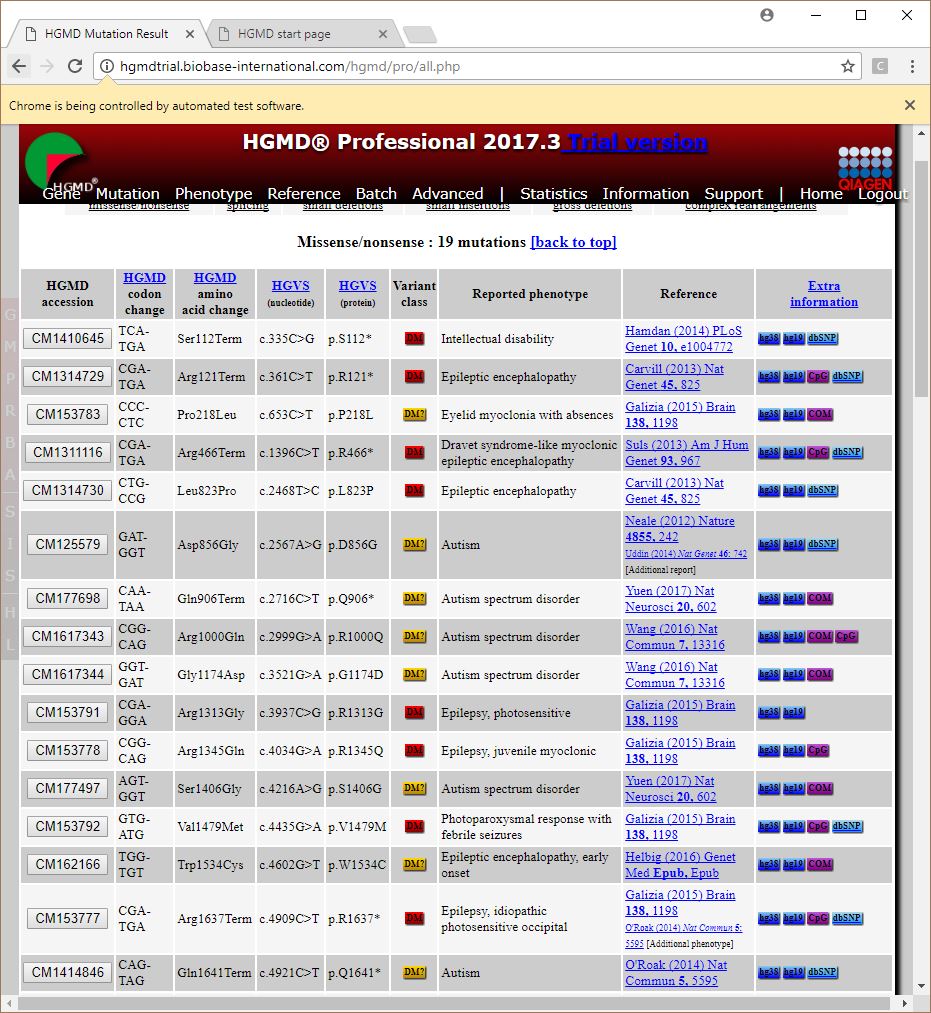 HGMD Mutation Result
HGMD start page
hgmdtrial.biobase-international.com/hgmd/pro/all.php
C
Chrome is being controlled by automated test software.
HGMD® Professional 2017.3 Trial version
HGMD®
QIAGEN
Gene Mutation Phenotype Reference Batch Advanced | Statistics Information Support | Home Logout
missense/nonsense splicing small deletions small insertions gross deletions complex rearrangements
Missense/nonsense : 19 mutations [back to top]
HGMD accession HGMD codon change HGMD amino acid change HGVS (nucleotide) HGVS (protein) Variant class Reported phenotype Reference Extra information
CM1410645 TCA-TGA Ser112Term c.335C>G p.S112* DM Intellectual disability Hamdan (2014) PLoS Genet 10, e1004772 hg38 hg19 dbSNP
CM1314729 CGA-TGA Arg121Term c.361C>T p.R121* DM Epileptic encephalopathy Carvill (2013) Nat Genet 45, 825 hg38 hg19 CpG dbSNP
CM153783 CCC-CTC Pro218Leu c.653C>T p.P218L DM? Eyelid myoclonia with absences Galizia (2015) Brain 138, 1198 hg38 hg19 COM
CM1311116 CGA-TGA Arg466Term c.1396C>T p.R466* DM Dravet syndrome-like myoclonic epileptic encephalopathy Suls (2013) Am J Hum Genet 93, 967 hg38 hg19 CpG dbSNP
CM1314730 CTG-CCG Leu823Pro c.2468T>C p.L823P DM Epileptic encephalopathy Carvill (2013) Nat Genet 45, 825 hg38 hg19 dbSNP
CM125579 GAT-GGT Asp856Gly c.2567A>G p.D856G DM? Autism Neale (2012) Nature 4855, 242 Uddin (2014) Nat Genet 46: 742 [Additional report] hg38 hg19 dbSNP
CM177698 CAA-TAA Gln906Term c.2716C>T p.Q906* DM? Autism spectrum disorder Yuen (2017) Nat Neurosci 20, 602 hg38 hg19 COM
CM1617343 CGG-CAG Arg1000Gln c.2999G>A p.R1000Q DM? Autism spectrum disorder Wang (2016) Nat Commun 7, 13316 hg38 hg19 COM CpG
CM1617344 GGT-GAT Gly1174Asp c.3521G>A p.G1174D DM? Autism spectrum disorder Wang (2016) Nat Commun 7, 13316 hg38 hg19 COM
CM153791 CGA-GGA Arg1313Gly c.3937C>G p.R1313G DM Epilepsy, photosensitive Galizia (2015) Brain 138, 1198 hg38 hg19
CM153778 CGG-CAG Arg1345Gln c.4034G>A p.R1345Q DM Epilepsy, juvenile myoclonic Galizia (2015) Brain 138, 1198 hg38 hg19 CpG
CM177497 AGT-GGT Ser1406Gly c.4216A>G p.S1406G DM? Autism spectrum disorder Yuen (2017) Nat Neurosci 20, 602 hg38 hg19 COM
CM153792 GTG-ATG Val1479Met c.4435G>A p.V1479M DM Photoparoxysmal response with febrile seizures Galizia (2015) Brain 138, 1198 hg38 hg19 CpG dbSNP
CM162166 TGG-TGT Trp1534Cys c.4602G>T p.W1534C DM? Epileptic encephalopathy, early onset Helbig (2016) Genet Med Epub, Epub hg38 hg19 COM
CM153777 CGA-TGA Arg1637Term c.4909C>T p.R1637* DM Epilepsy, idiopathic photosensitive occipital Galizia (2015) Brain 138, 1198 O'Roak (2014) Nat Commun 5: 5595 [Additional phenotype] hg38 hg19 CpG dbSNP
CM1414846 CAG-TAG Gln1641Term c.4921C>T p.Q1641* DM? Autism O'Roak (2014) Nat Commun 5, 5595 hg38 hg19 dbSNP
G
M
P
R
B
A
S
I
S
H
L